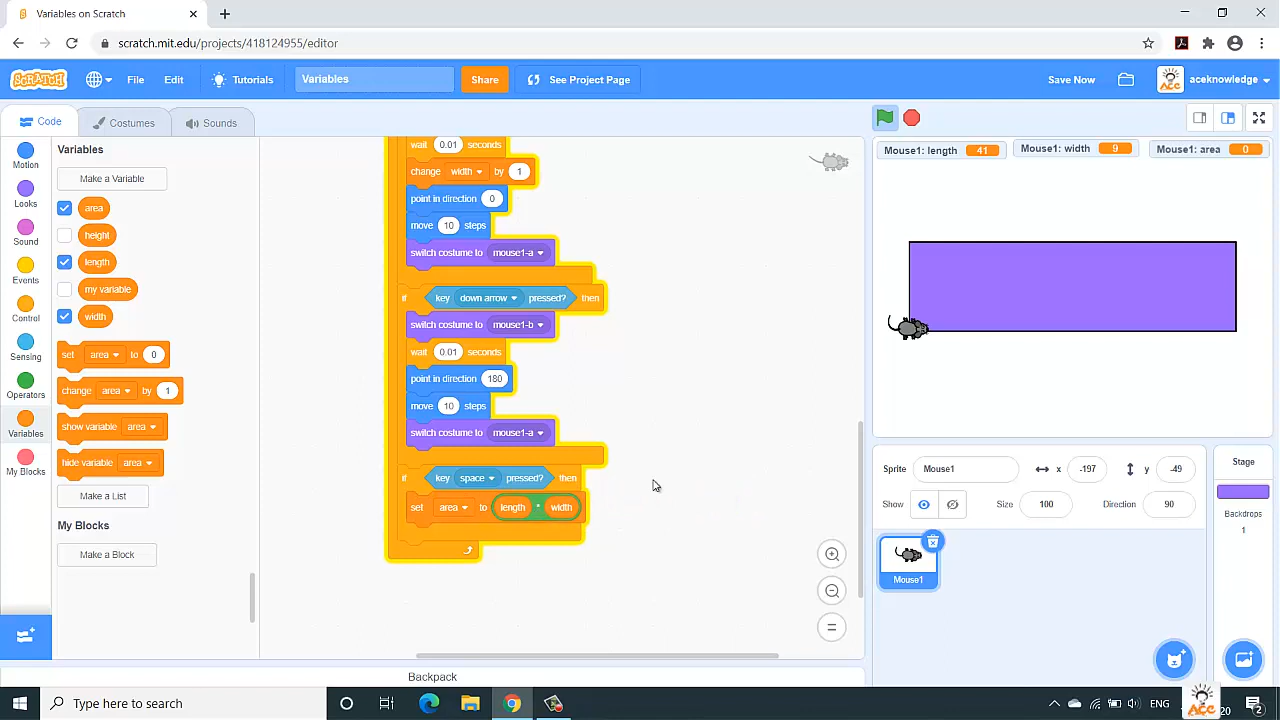 Variables on Scratch
scratch.mit.edu/projects/418124955/editor
SCRATCH
File
Edit
Tutorials
Variables
Share
See Project Page
Save Now
aceknowledge
Code
Costumes
Sounds
Motion
Looks
Sound
Events
Control
Sensing
Operators
Variables
My Blocks
Variables
Make a Variable
area
height
length
my variable
width
set area to 0
change area by 1
show variable area
hide variable area
Make a List
My Blocks
Make a Block
wait 0.01 seconds
change width by 1
point in direction 0
move 10 steps
switch costume to mouse1-a
if key down arrow pressed? then
switch costume to mouse1-b
wait 0.01 seconds
point in direction 180
move 10 steps
switch costume to mouse1-a
if key space pressed? then
set area to length * width
Backpack
Mouse1: length 41
Mouse1: width 9
Mouse1: area 0
Sprite Mouse1 x -197 y -49
Show Size 100 Direction 90
Mouse1
Stage
Backdrops
1
Type here to search
ENG
ACC
20
2